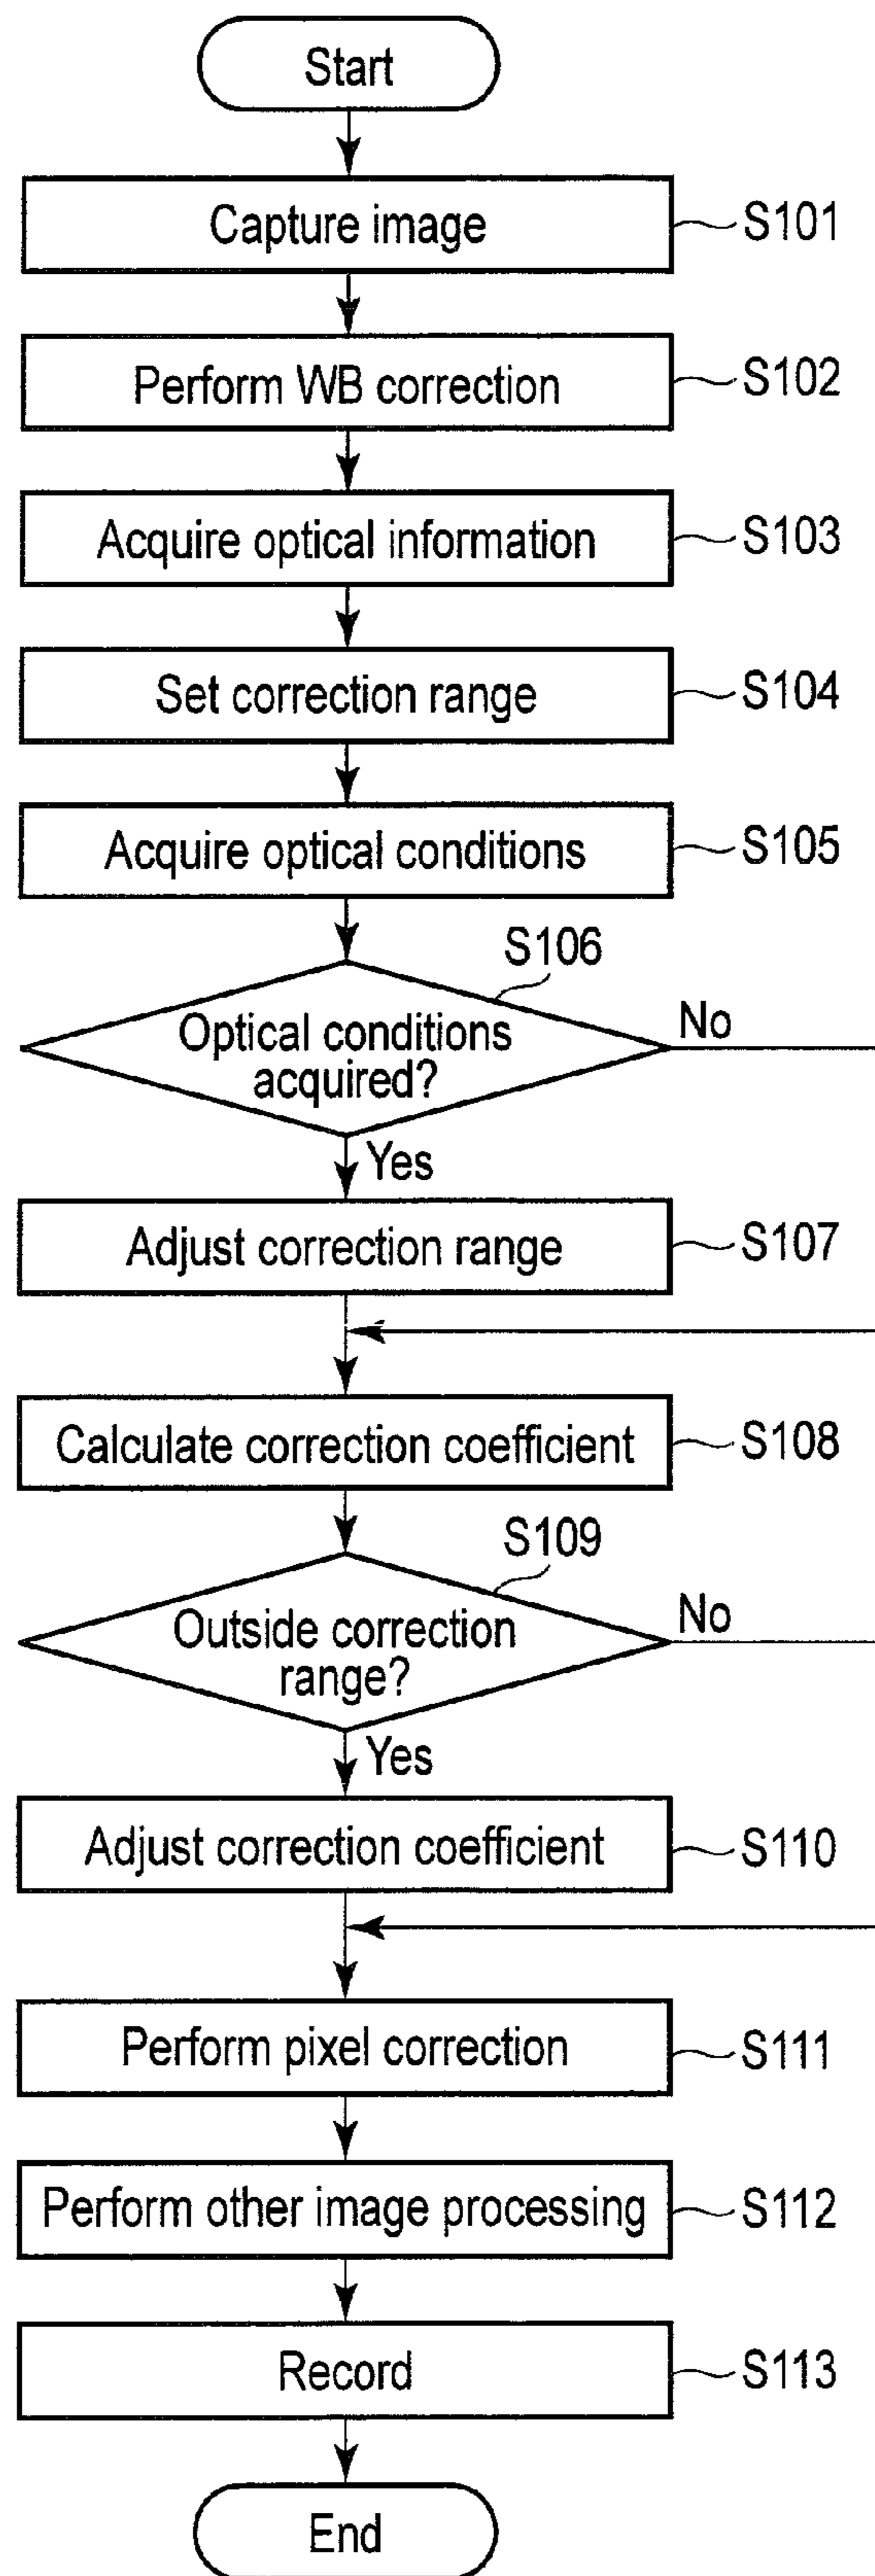 Start
Capture image
S101
Perform WB correction
S102
Acquire optical information
S103
Set correction range
S104
Acquire optical conditions
S105
S106
Optical conditions
acquired?
No
Yes
Adjust correction range
S107
Calculate correction coefficient
S108
S109
Outside correction
range?
No
Yes
Adjust correction coefficient
S110
Perform pixel correction
S111
Perform other image processing
S112
Record
S113
End